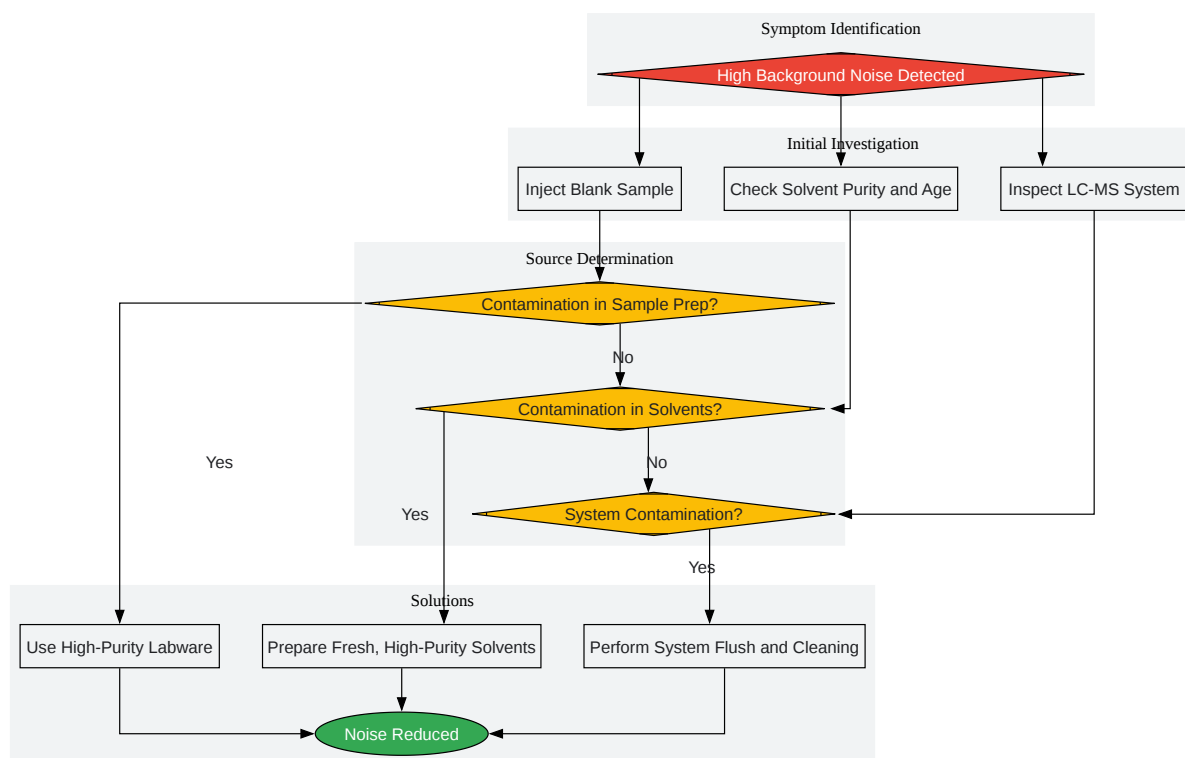 Symptom Identification
High Background Noise Detected
Initial Investigation
Inject Blank Sample
Check Solvent Purity and Age
Inspect LC-MS System
Source Determination
Contamination in Sample Prep?
No
Contamination in Solvents?
Yes
No
Yes
System Contamination?
Yes
Solutions
Use High-Purity Labware
Prepare Fresh, High-Purity Solvents
Perform System Flush and Cleaning
Noise Reduced